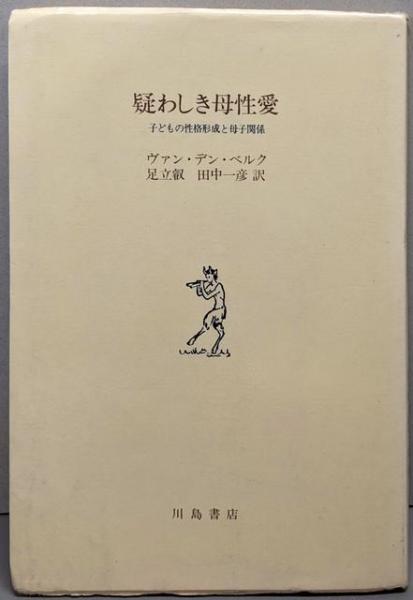 疑わしき母性愛
子どもの性格形成と母子関係
ヴァン・デン・ベルク
足立叡 田中一彦 訳
川島書店